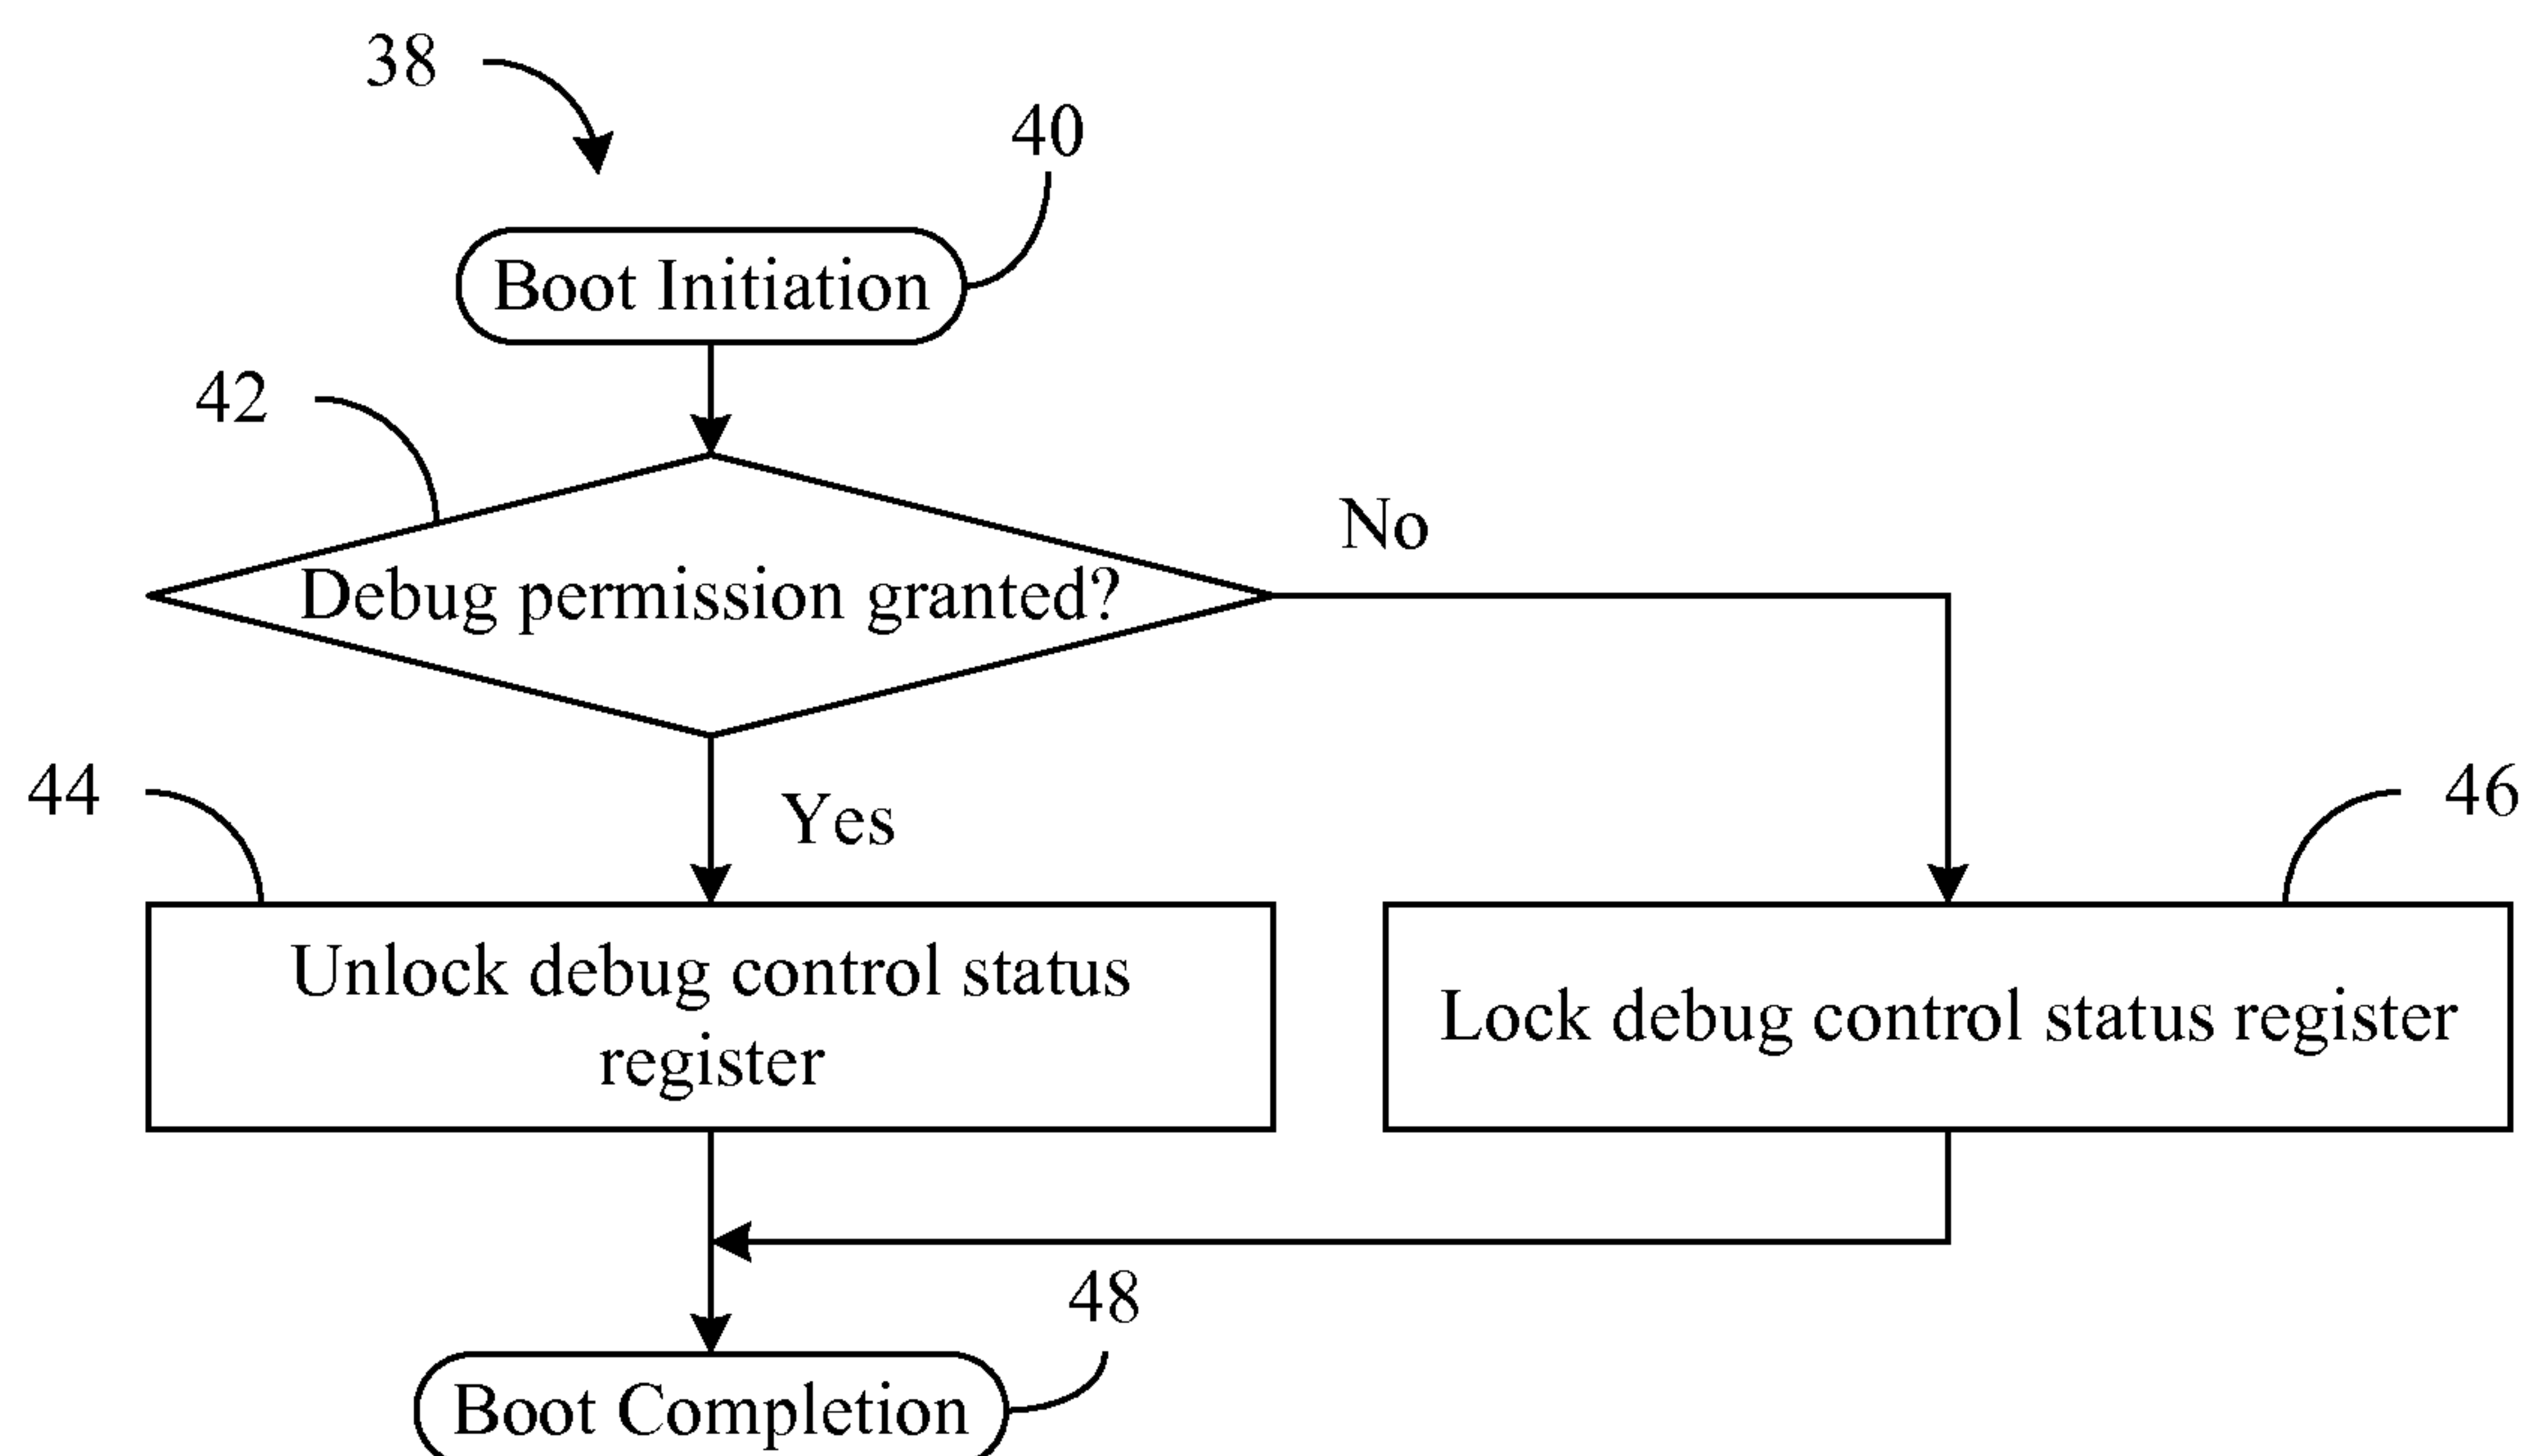 38
40
Boot Initiation
42
Debug permission granted?
No
Yes
44
46
Unlock debug control status
register
Lock debug control status register
48
Boot Completion